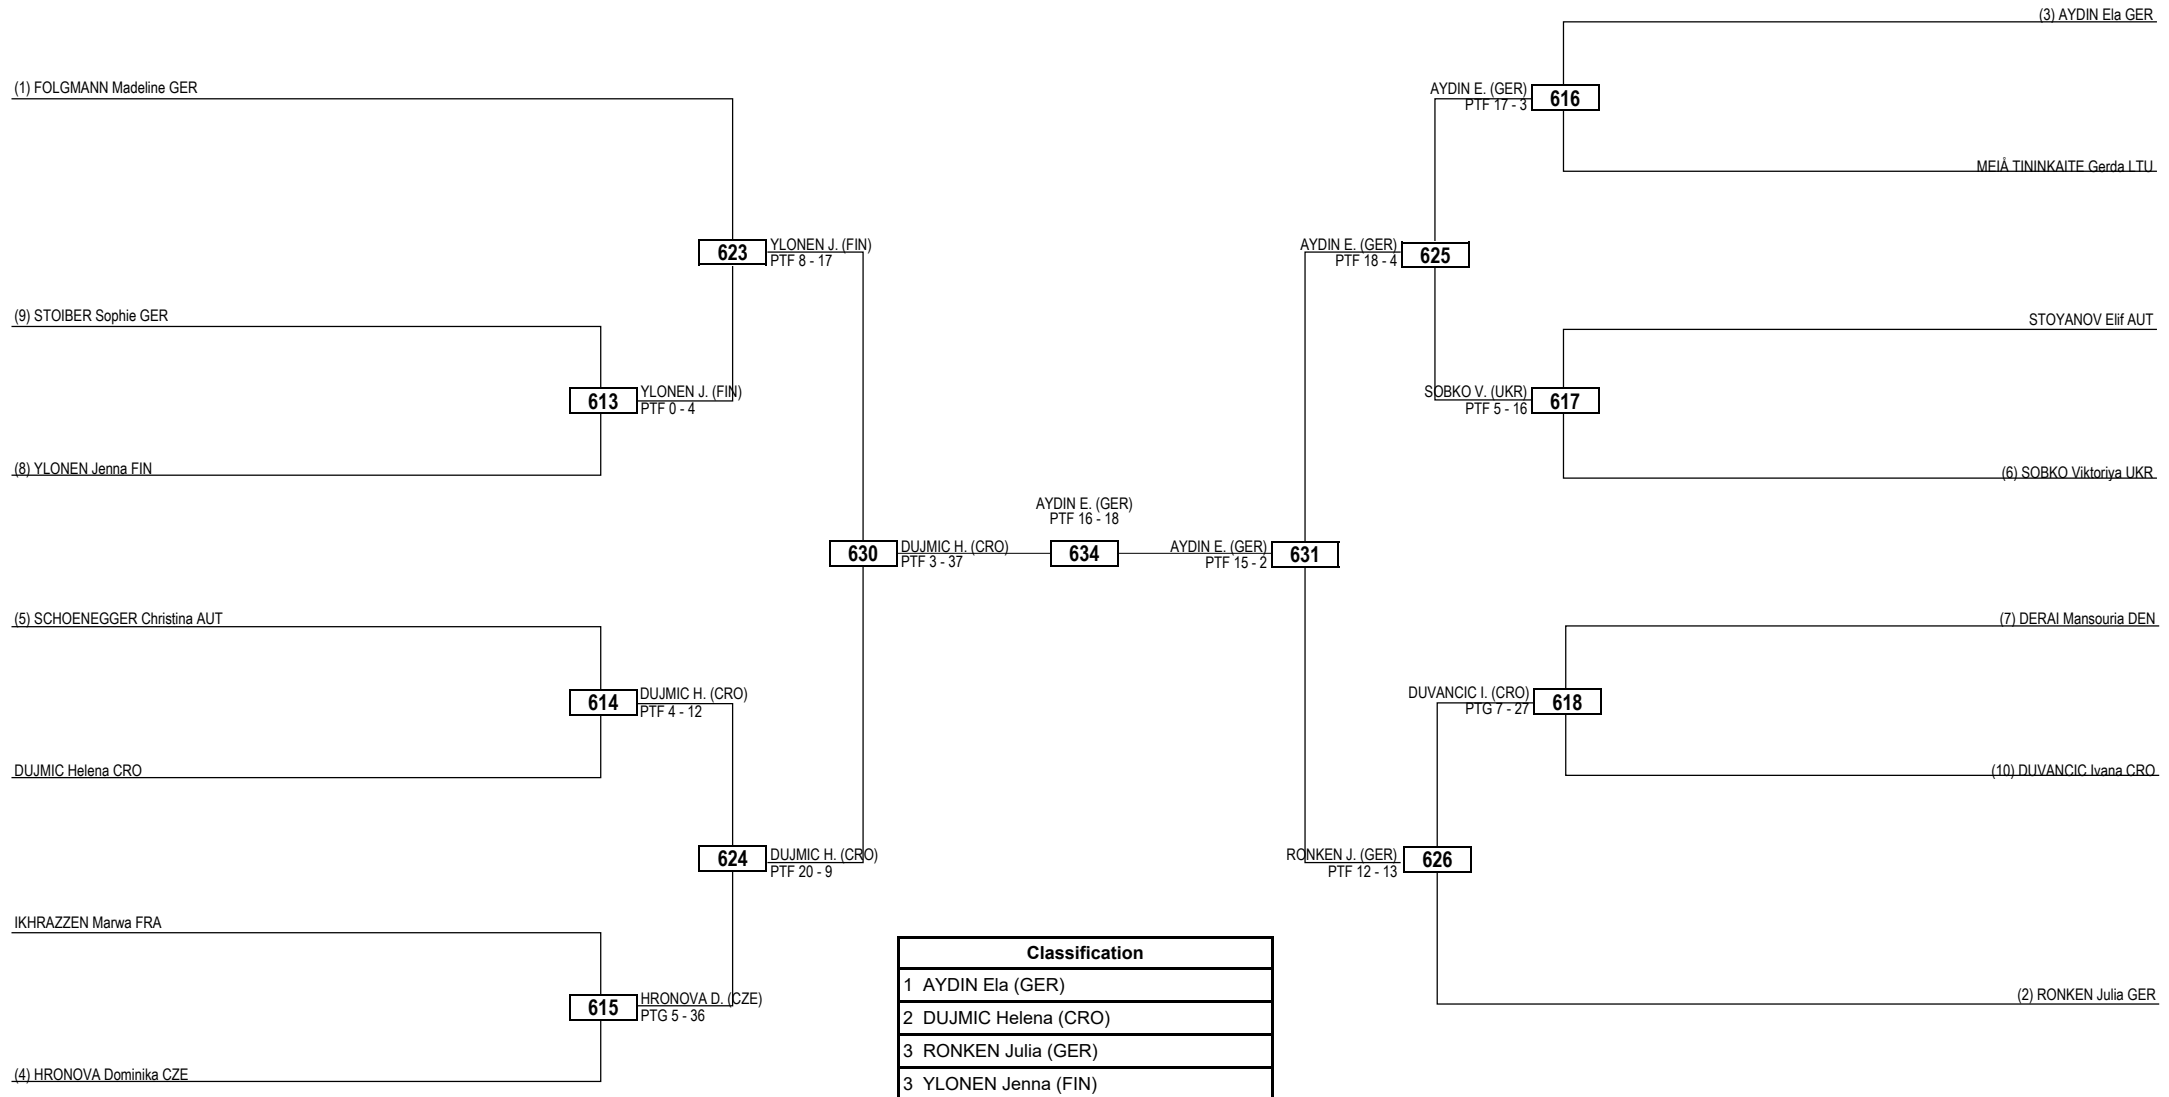 (3) AYDIN Ela GER
(1) FOLGMANN Madeline GER
AYDIN E. (GER)
PTF 17 - 3
616
MEIÅ TININKAITE Gerda LTU
623
YLONEN J. (FIN)
PTF 8 - 17
AYDIN E. (GER)
PTF 18 - 4
625
(9) STOIBER Sophie GER
STOYANOV Elif AUT
613
YLONEN J. (FIN)
PTF 0 - 4
SOBKO V. (UKR)
PTF 5 - 16
617
(8) YLONEN Jenna FIN
(6) SOBKO Viktoriya UKR
AYDIN E. (GER)
PTF 16 - 18
630
DUJMIC H. (CRO)
PTF 3 - 37
634
AYDIN E. (GER)
PTF 15 - 2
631
(5) SCHOENEGGER Christina AUT
(7) DERAI Mansouria DEN
614
DUJMIC H. (CRO)
PTF 4 - 12
DUVANCIC I. (CRO)
PTG 7 - 27
618
DUJMIC Helena CRO
(10) DUVANCIC Ivana CRO
624
DUJMIC H. (CRO)
PTF 20 - 9
RONKEN J. (GER)
PTF 12 - 13
626
IKHRAZZEN Marwa FRA
615
HRONOVA D. (CZE)
PTG 5 - 36
(2) RONKEN Julia GER
(4) HRONOVA Dominika CZE
Classification
1 AYDIN Ela (GER)
2 DUJMIC Helena (CRO)
3 RONKEN Julia (GER)
3 YLONEN Jenna (FIN)